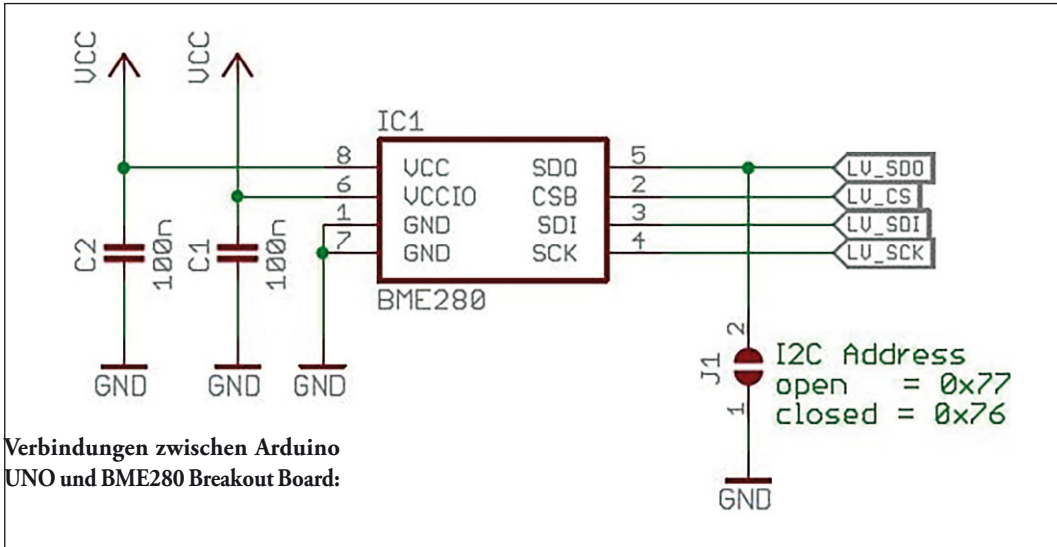 VCC
VCC
IC1
8
VCC
SDO
5
LV_SDO
6
VCCIO
CSB
2
LV_CS
1
GND
SDI
3
LV_SDI
7
GND
SCK
4
LV_SCK
BME280
C2
100n
C1
100n
GND
GND
GND
J1
2
1
I2C Address
open = 0x77
closed = 0x76
GND
Verbindungen zwischen Arduino
UNO und BME280 Breakout Board: